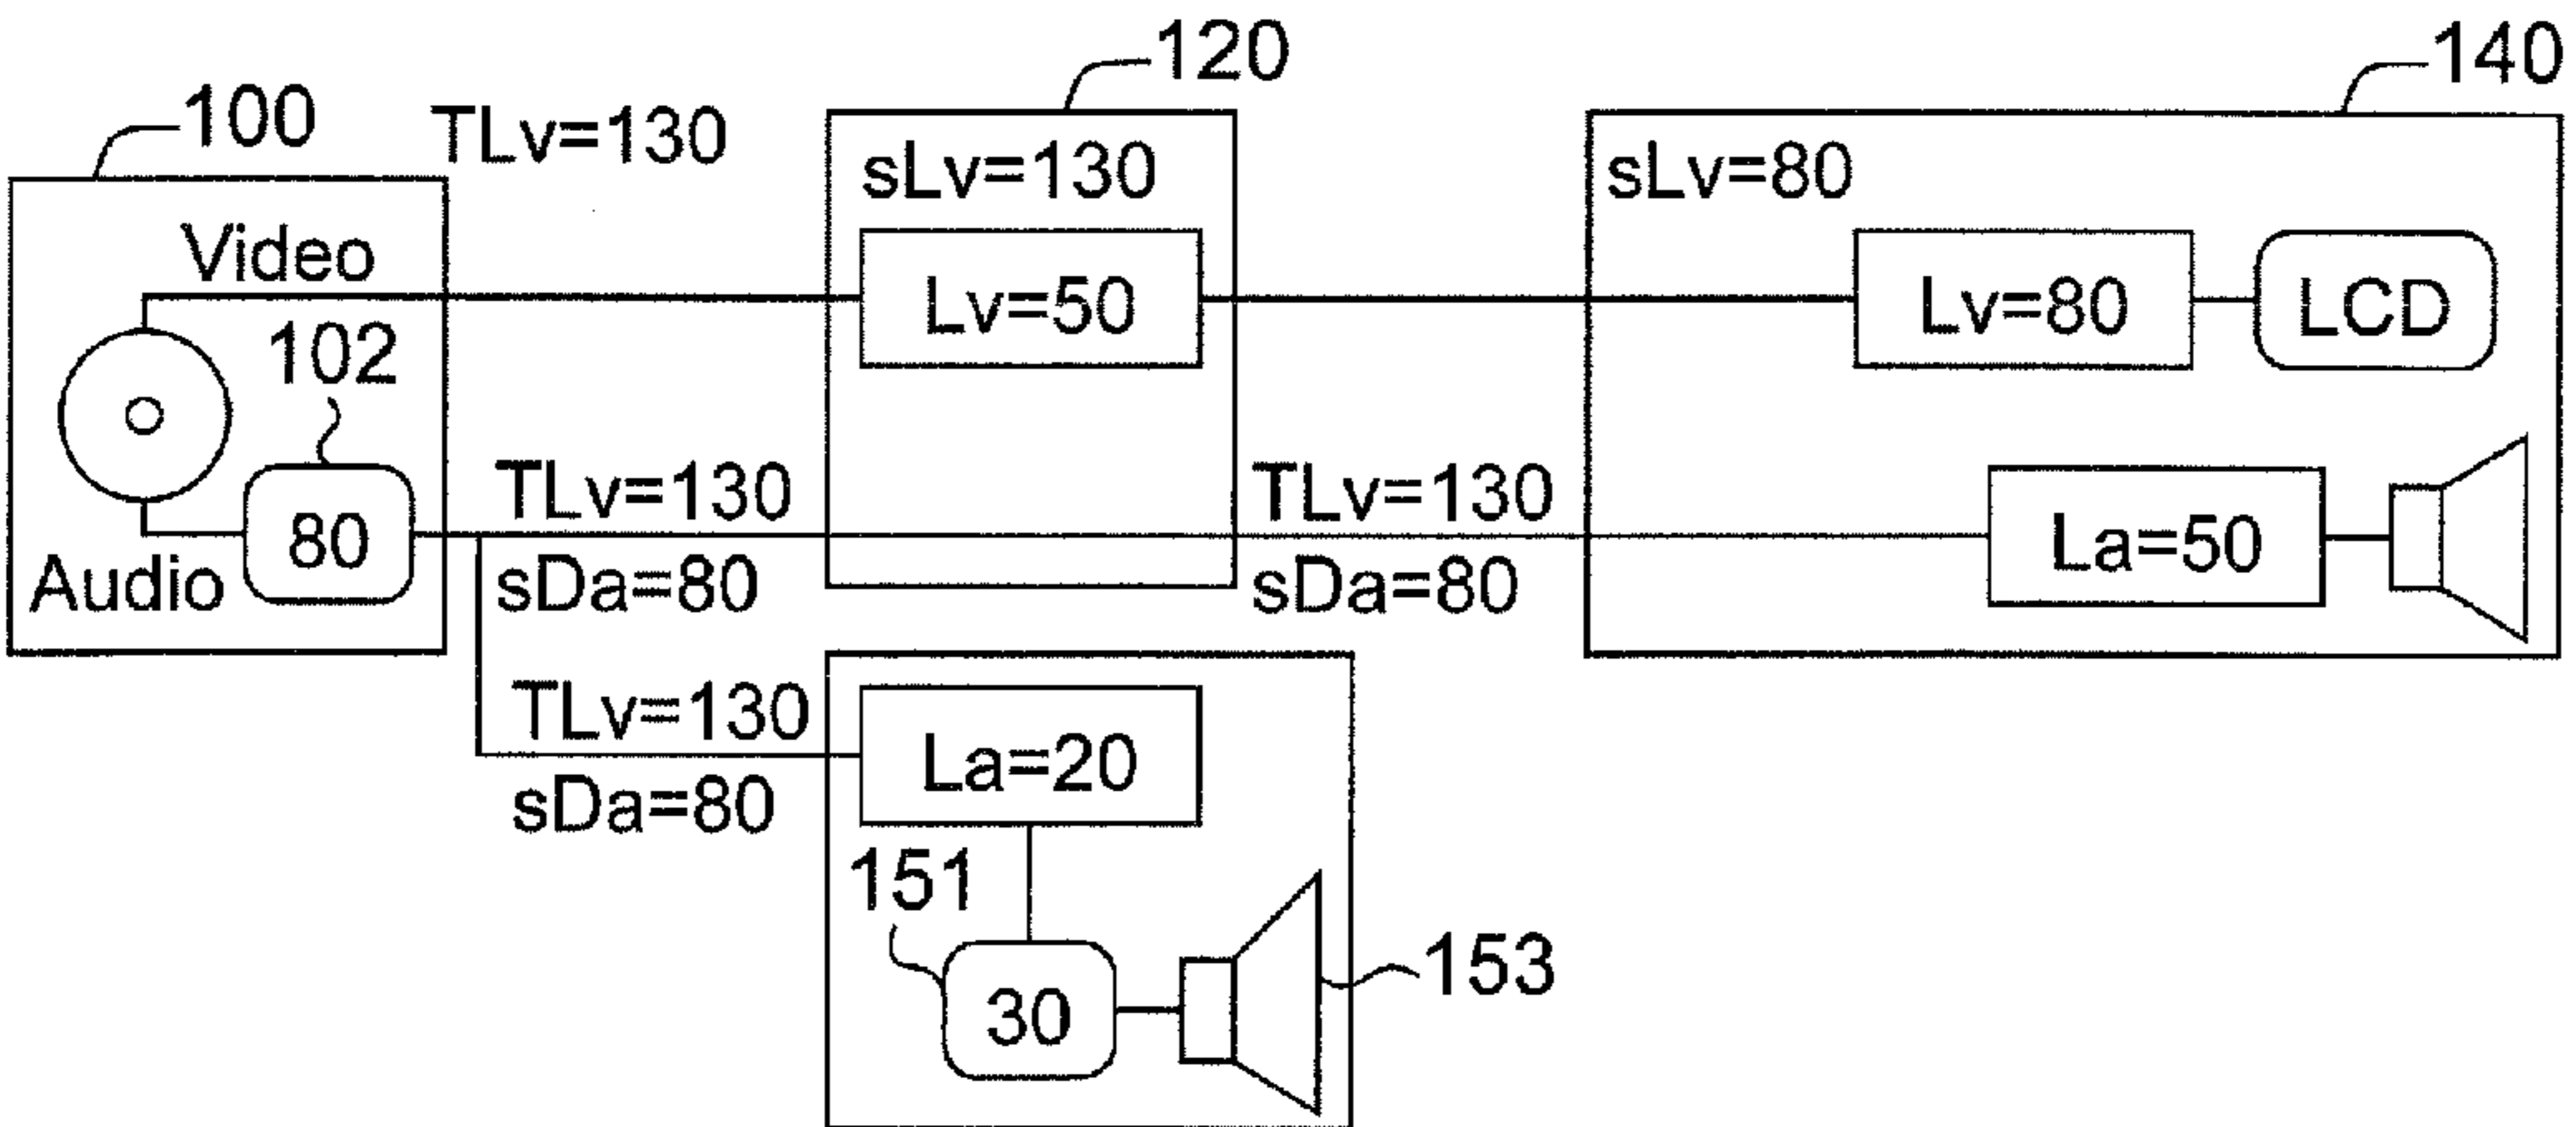 120
140
100
TLv=130
sLv=130
sLv=80
Video
Lv=50
Lv=80
LCD
102
TLv=130
TLv=130
80
La=50
Audio
sDa=80
sDa=80
TLv=130
La=20
sDa=80
151
153
30